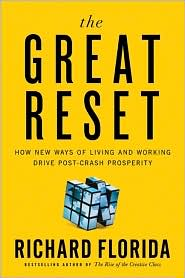 the
GREAT
RESET
HOW NEW WAYS OF LIVING AND WORKING
DRIVE POST-CRASH PROSPERITY
RICHARD FLORIDA
BESTSELLING AUTHOR OF The Rise of the Creative Class